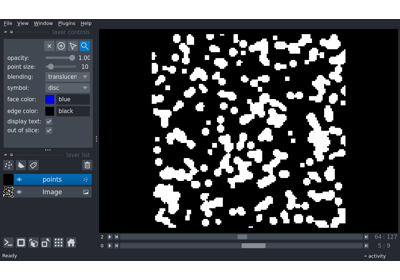 File View Window Plugins Help
layer controls
opacity: 1.00
point size: 10
blending: translucen
symbol: disc
face color: blue
edge color: black
display text:
out of slice:
layer list
points
Image
2 64 127
0 5 9
Ready activity